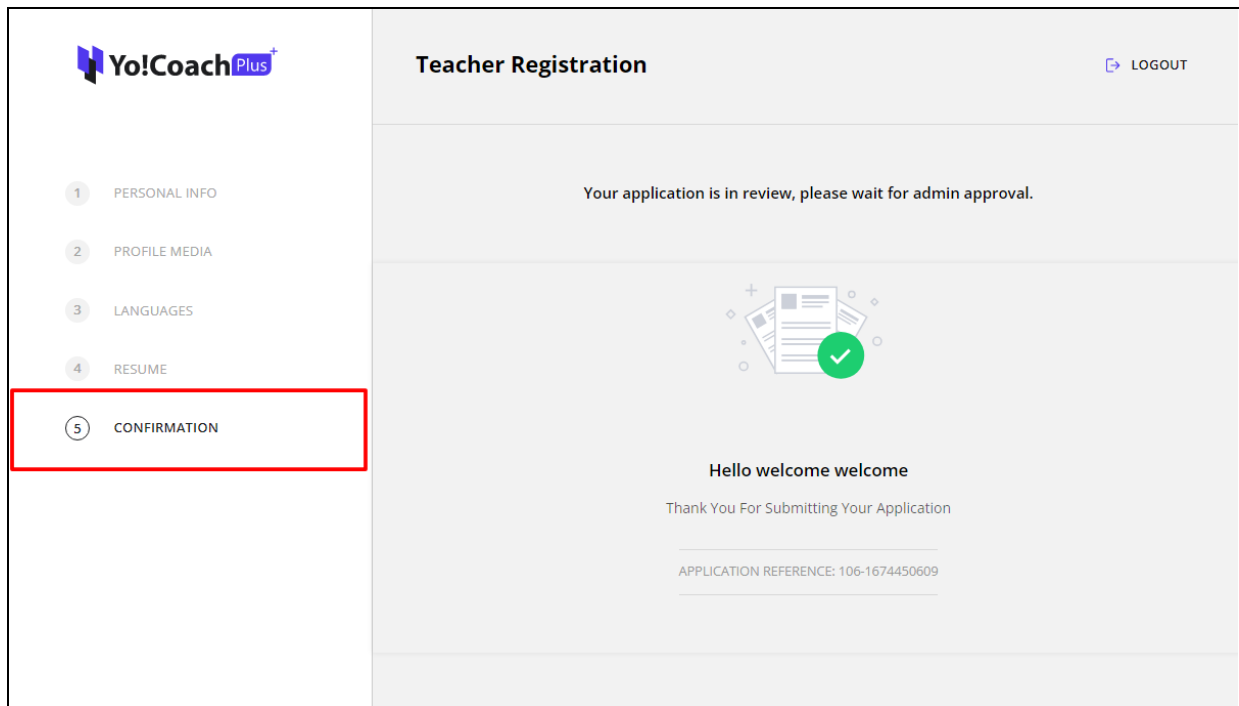 Yo!Coach Plus+
Teacher Registration
LOGOUT
1 PERSONAL INFO
2 PROFILE MEDIA
3 LANGUAGES
4 RESUME
5 CONFIRMATION
Your application is in review, please wait for admin approval.
Hello welcome welcome
Thank You For Submitting Your Application
APPLICATION REFERENCE: 106-1674450609